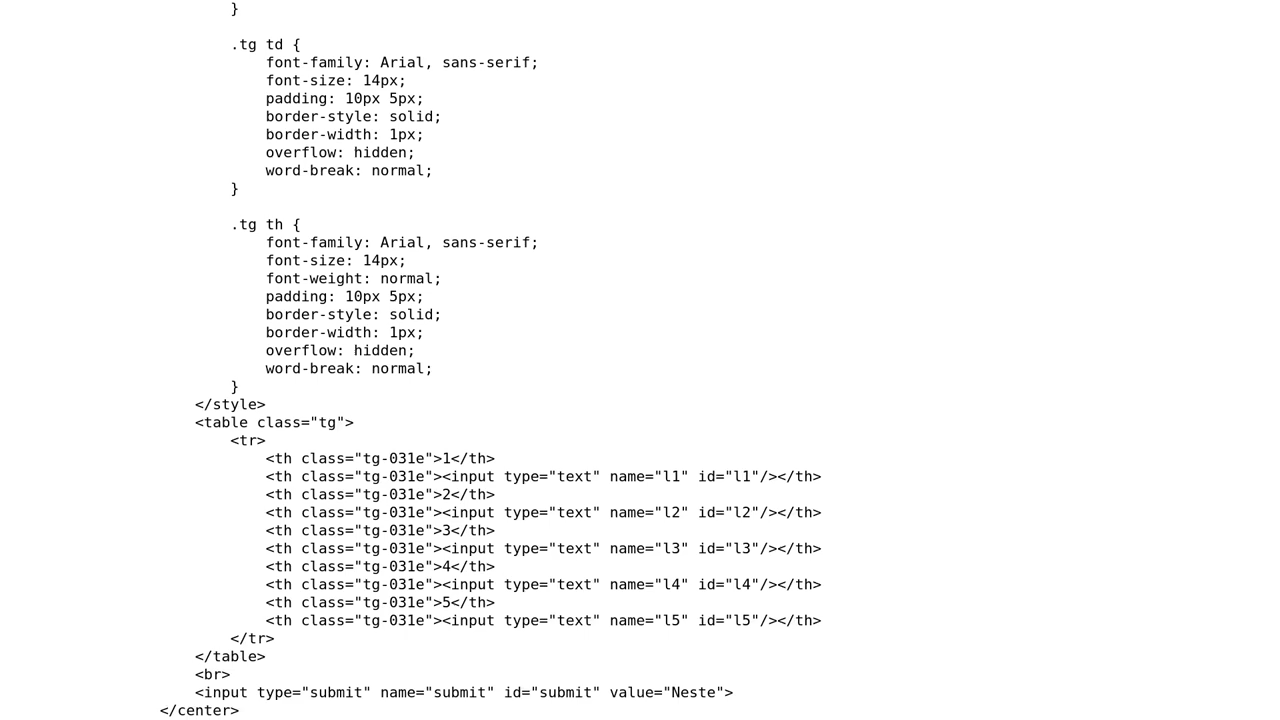 }
.tg td {
font-family: Arial, sans-serif;
font-size: 14px;
padding: 10px 5px;
border-style: solid;
border-width: 1px;
overflow: hidden;
word-break: normal;
}
.tg th {
font-family: Arial, sans-serif;
font-size: 14px;
font-weight: normal;
padding: 10px 5px;
border-style: solid;
border-width: 1px;
overflow: hidden;
word-break: normal;
}
</style>
<table class="tg">
<tr>
<th class="tg-031e">1</th>
<th class="tg-031e"><input type="text" name="l1" id="l1"/></th>
<th class="tg-031e">2</th>
<th class="tg-031e"><input type="text" name="l2" id="l2"/></th>
<th class="tg-031e">3</th>
<th class="tg-031e"><input type="text" name="l3" id="l3"/></th>
<th class="tg-031e">4</th>
<th class="tg-031e"><input type="text" name="l4" id="l4"/></th>
<th class="tg-031e">5</th>
<th class="tg-031e"><input type="text" name="l5" id="l5"/></th>
</tr>
</table>
<br>
<input type="submit" name="submit" id="submit" value="Neste">
</center>